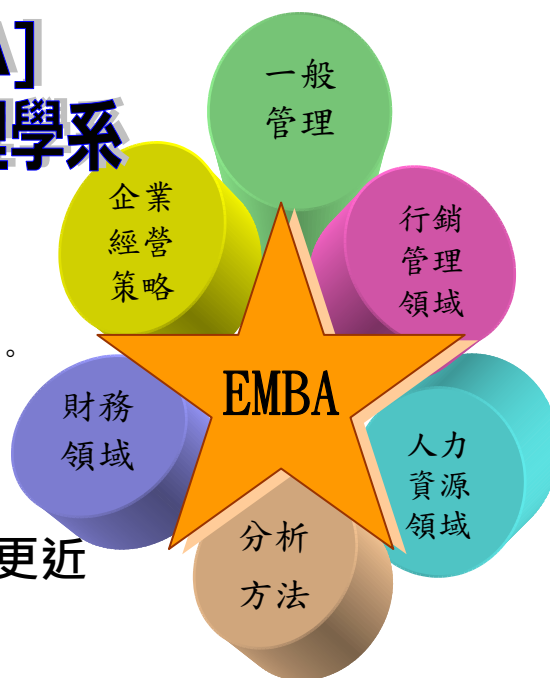 A]
理學系
一般
管理
企業
經營
策略
行銷
管理
領域
。
EMBA
財務
領域
人力
資源
領域
分析
方法
更近